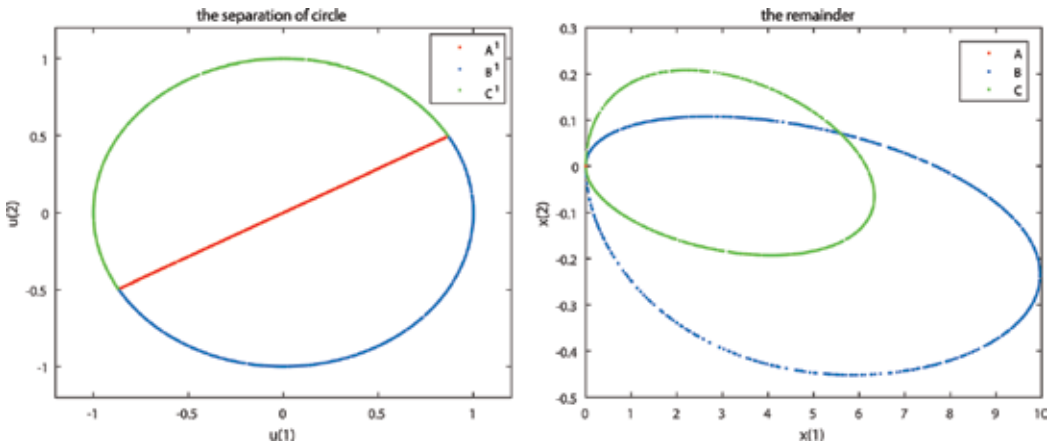 the separation of circle
A1
B1
C1
1
0.5
0
-0.5
-1
u(2)
-1
-0.5
0
0.5
1
u(1)
the remainder
A
B
C
0.3
0.2
0.1
0
-0.1
-0.2
-0.3
-0.4
-0.5
x(2)
0
1
2
3
4
5
6
7
8
9
10
x(1)